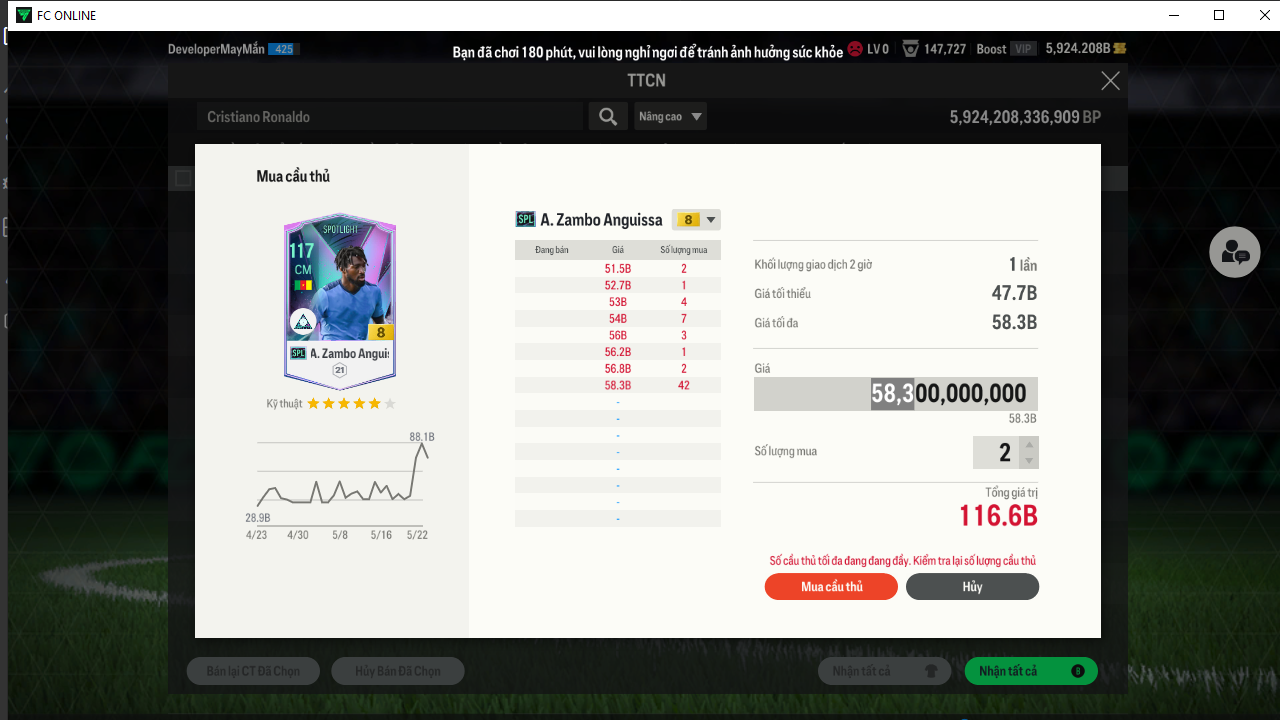 FC ONLINE
DeveloperMayMắn 425
Bạn đã chơi 180 phút, vui lòng nghỉ ngơi để tránh ảnh hưởng sức khỏe
LV 0 147,727 Boost VIP 5,924.208B
TTCN
Cristiano Ronaldo Nâng cao 5,924,208,336,909 BP
Mua cầu thủ
SPOTLIGHT
117
CM
8
SPL A. Zambo Anguis
21
Kỹ thuật
88.1B
28.9B
4/23 4/30 5/8 5/16 5/22
SPL A. Zambo Anguissa 8
Đang bán Giá Số lượng mua
51.5B 2
52.7B 1
53B 4
54B 7
56B 3
56.2B 1
56.8B 2
58.3B 42
-
-
-
-
-
-
-
-
Khối lượng giao dịch 2 giờ 1 lần
Giá tối thiểu 47.7B
Giá tối đa 58.3B
Giá
58,300,000,000
58.3B
Số lượng mua 2
Tổng giá trị
116.6B
Số cầu thủ tối đa đang đang đầy. Kiểm tra lại số lượng cầu thủ
Mua cầu thủ Hủy
Bán lại CT Đã Chọn Hủy Bán Đã Chọn Nhận tất cả Nhận tất cả